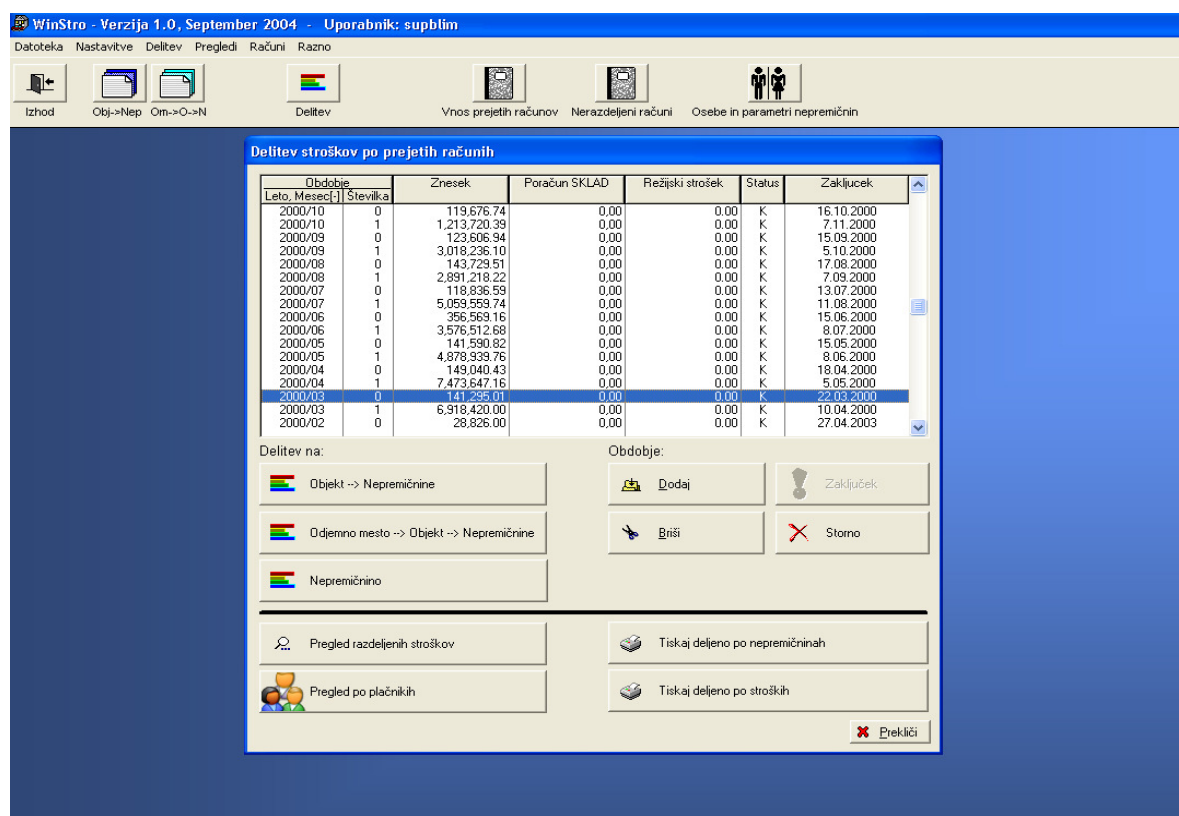 WinStro - Verzija 1.0, September 2004 - Uporabnik: supblim
Datoteka Nastavitve Delitev Pregledi Računi Razno
Izhod Obj->Nep Om->O->N Delitev Vnos prejetih računov Nerazdeljeni računi Osebe in parametri nepremičnin
Delitev stroškov po prejetih računih
Obdobje Znesek Poračun SKLAD Režijski strošek Status Zakljucek
Leto, Mesec[-] Številka
2000/10 0 119,676.74 0,00 0.00 K 16.10.2000
2000/10 1 1,213,720.39 0,00 0.00 K 7.11.2000
2000/09 0 123,606.94 0,00 0.00 K 15.09.2000
2000/09 1 3,018,236.10 0,00 0.00 K 5.10.2000
2000/08 0 143,729.51 0,00 0.00 K 17.08.2000
2000/08 1 2,891,218.22 0,00 0.00 K 7.09.2000
2000/07 0 118,836.59 0,00 0.00 K 13.07.2000
2000/07 1 5,059,559.74 0,00 0.00 K 11.08.2000
2000/06 0 356,569.16 0,00 0.00 K 15.06.2000
2000/06 1 3,576,512.68 0,00 0.00 K 8.07.2000
2000/05 0 141,590.82 0,00 0.00 K 15.05.2000
2000/05 1 4,878,939.76 0,00 0.00 K 8.06.2000
2000/04 0 149,040.43 0,00 0.00 K 18.04.2000
2000/04 1 7,473,647.16 0,00 0.00 K 5.05.2000
2000/03 0 141,295.01 0,00 0.00 K 22.03.2000
2000/03 1 6,918,420.00 0,00 0.00 K 10.04.2000
2000/02 0 28,826.00 0,00 0.00 K 27.04.2003
Delitev na: Obdobje:
Objekt --> Nepremičnine Dodaj Zaključek
Odjemno mesto --> Objekt --> Nepremičnine Briši Storno
Nepremičnino
Pregled razdeljenih stroškov Tiskaj deljeno po nepremičninah
Pregled po plačnikih Tiskaj deljeno po stroških
Prekliči